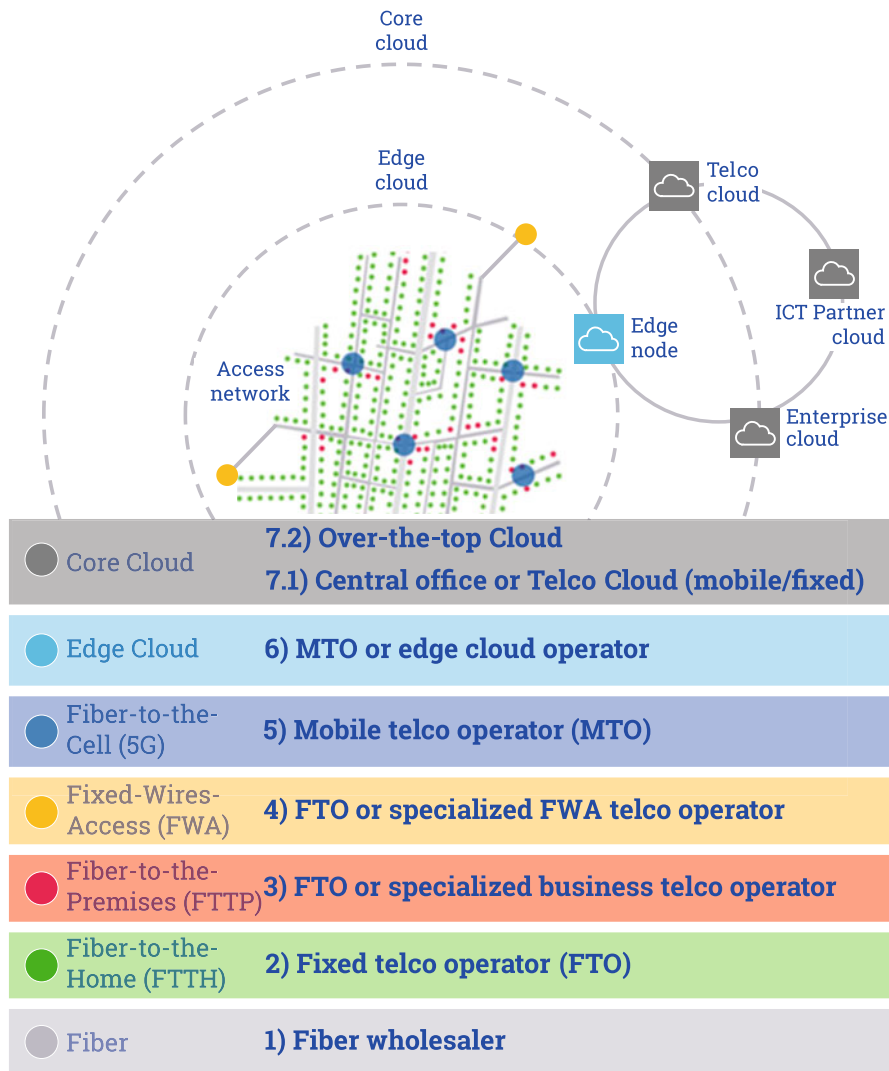 Core
cloud
Edge
cloud
Telco
cloud
ICT Partner
cloud
Edge
node
Access
network
Enterprise
cloud
Core Cloud
7.2) Over-the-top Cloud
7.1) Central office or Telco Cloud (mobile/fixed)
Edge Cloud
6) MTO or edge cloud operator
Fiber-to-the-
Cell (5G)
5) Mobile telco operator (MTO)
Fixed-Wires-
Access (FWA)
4) FTO or specialized FWA telco operator
Fiber-to-the-
Premises (FTTP)
3) FTO or specialized business telco operator
Fiber-to-the-
Home (FTTH)
2) Fixed telco operator (FTO)
Fiber
1) Fiber wholesaler